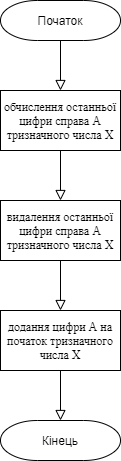 Початок
обчислення останньої
цифри справа А
тризначного числа Х
видалення останньої
цифри справа А
тризначного числа Х
додання цифри А на
початок тризначного
числа Х
Кінець